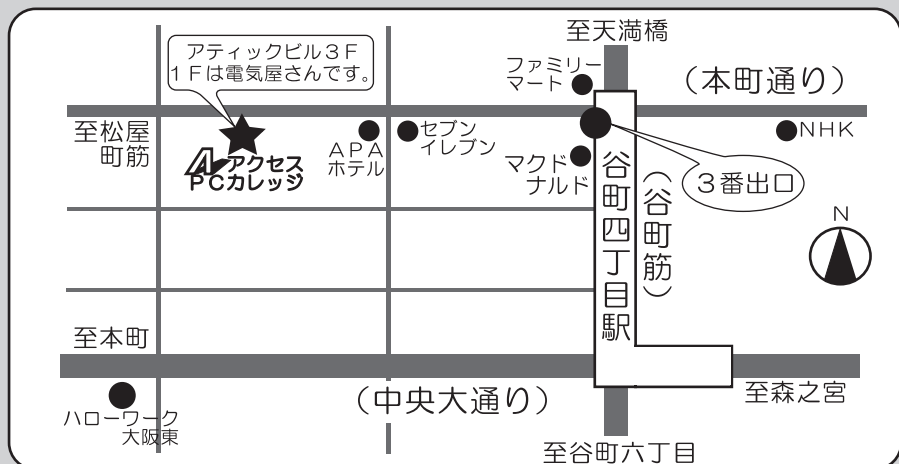 至天満橋
アティックビル３Ｆ
１Ｆは電気屋さんです。
ファミリー
マート
（本町通り）
至松屋
町筋
アクセス
PCカレッジ
ＡＰＡ
ホテル
セブン
イレブン
マクド
ナルド
NHK
３番出口
谷町四丁目駅
（谷町筋）
N
至本町
ハローワーク
大阪東
（中央大通り）
至森之宮
至谷町六丁目